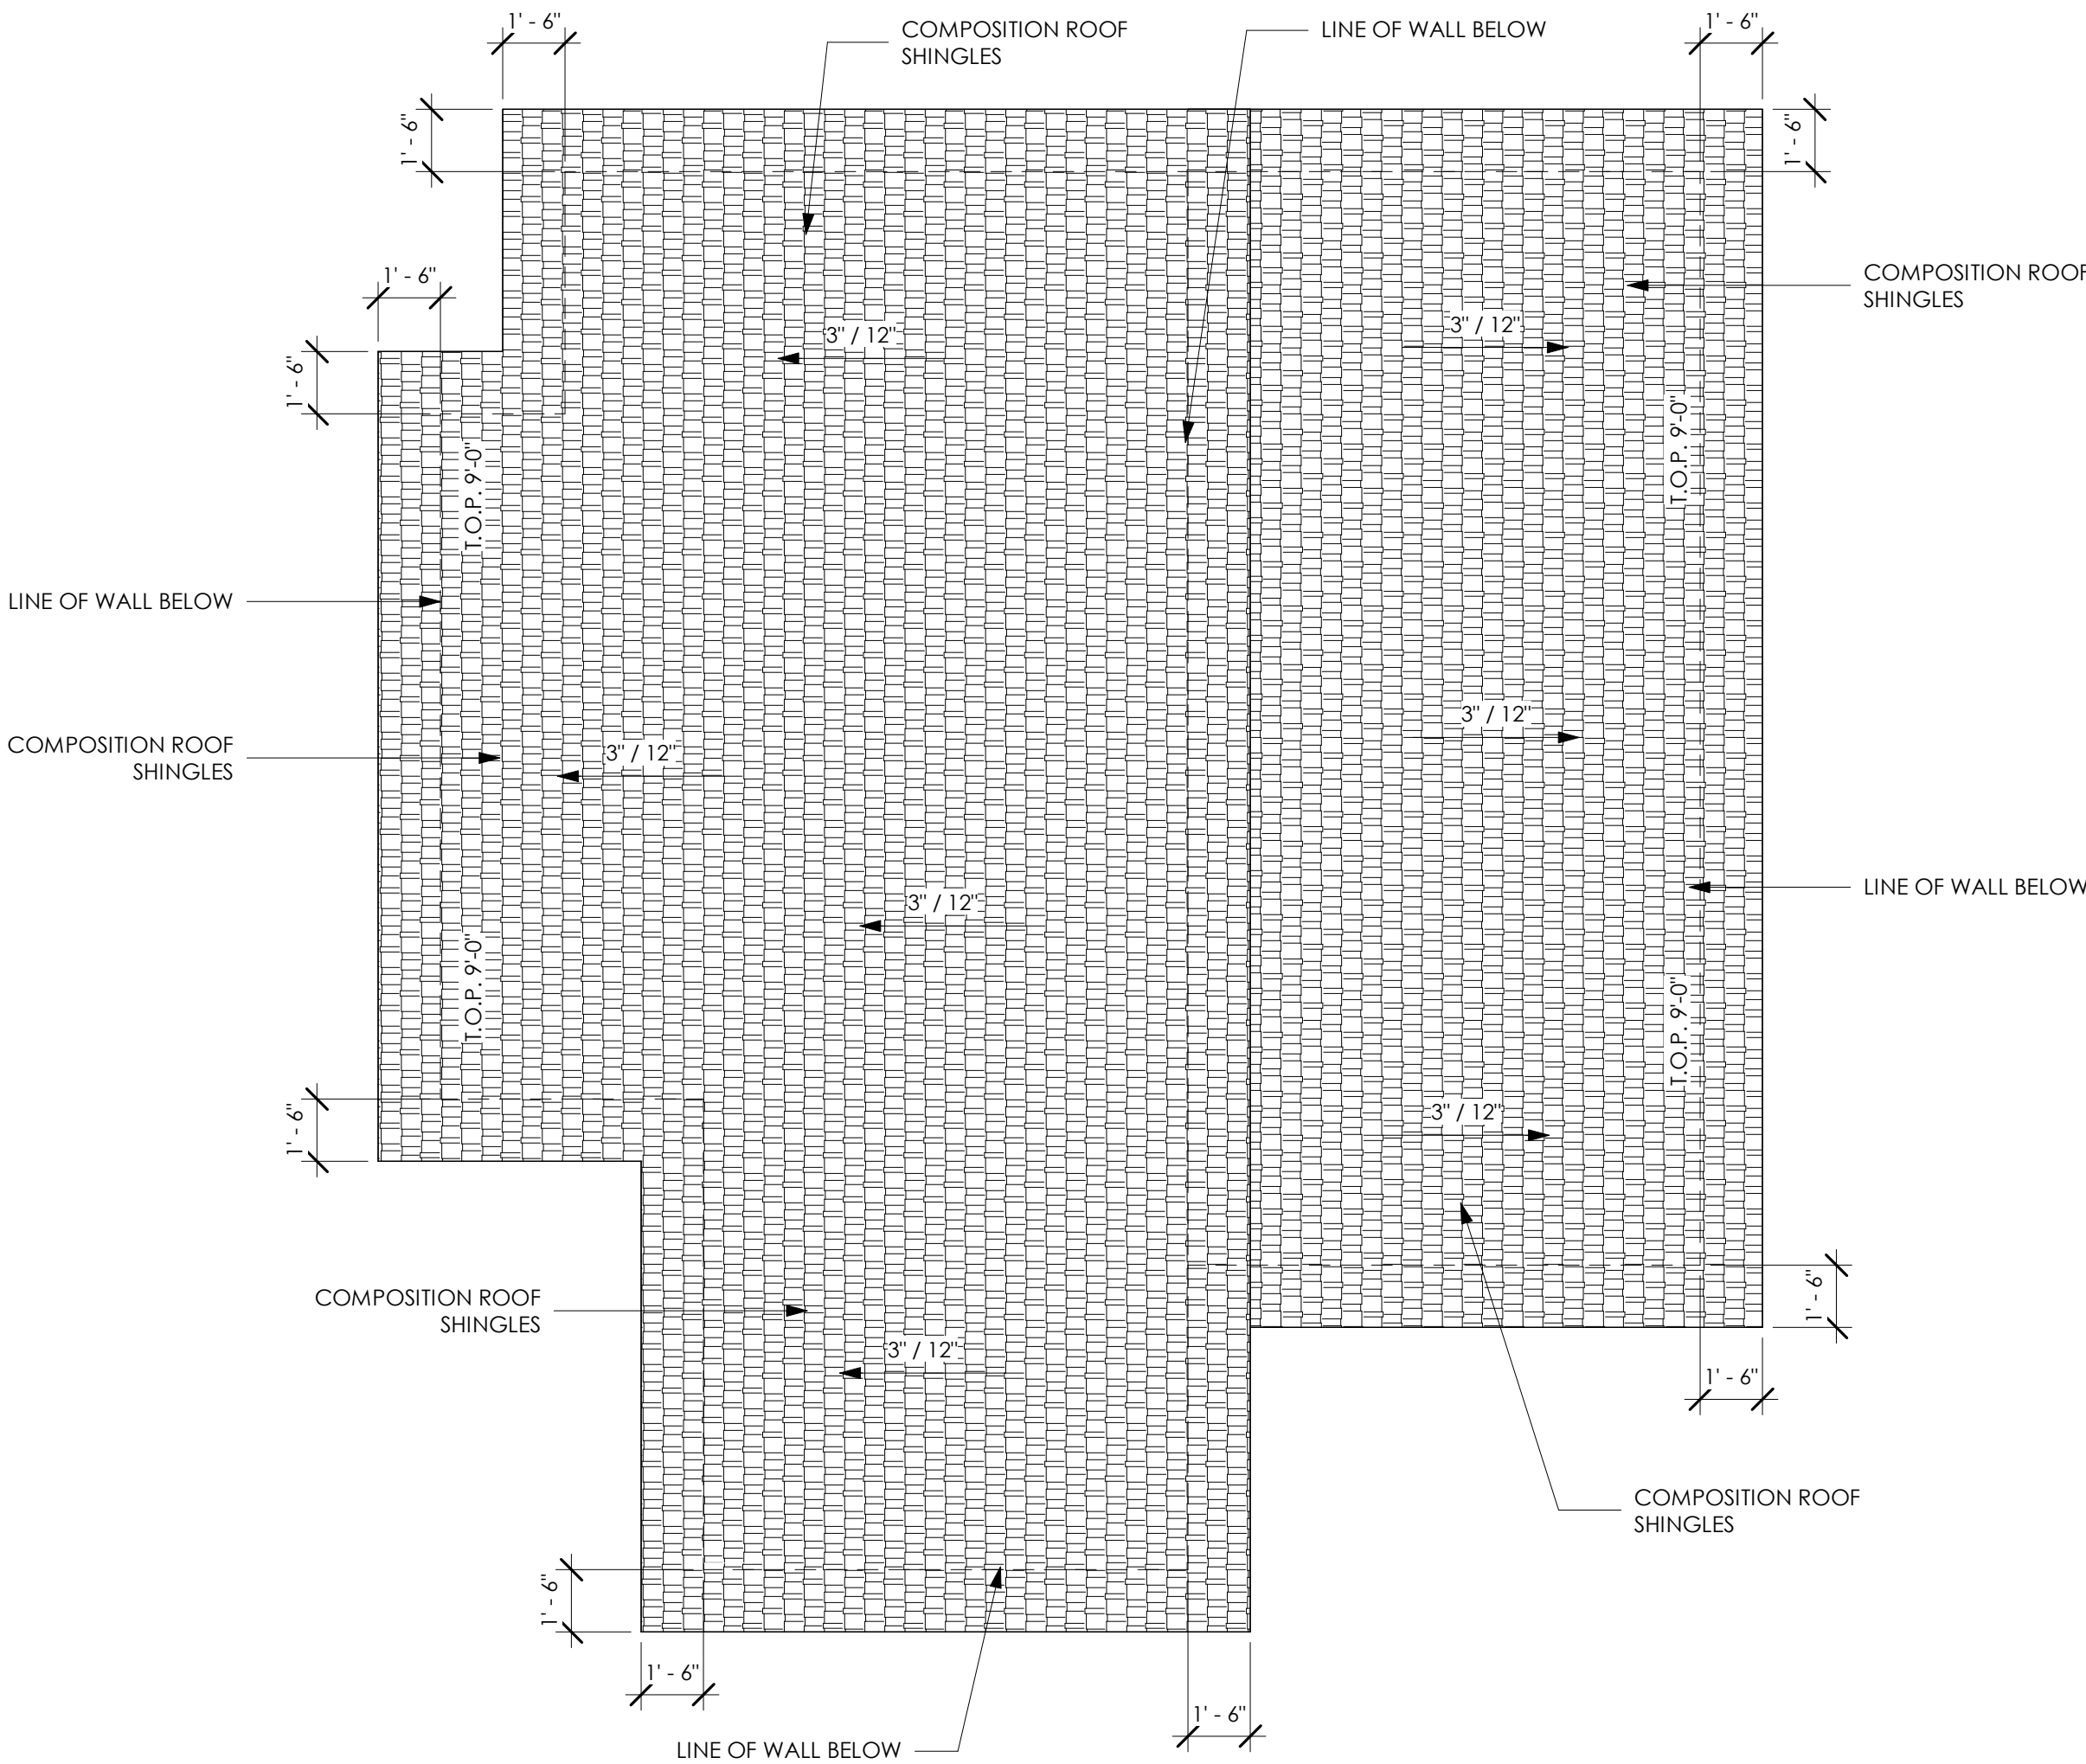 1' - 6"
COMPOSITION ROOF
SHINGLES
LINE OF WALL BELOW
1' - 6"
1' - 6"
1' - 6"
1' - 6"
COMPOSITION ROOF
SHINGLES
3" / 12"
3" / 12"
1' - 6"
T.O.P. 9'-0"
T.O.P. 9'-0"
LINE OF WALL BELOW
3" / 12"
COMPOSITION ROOF
SHINGLES
3" / 12"
LINE OF WALL BELOW
3" / 12"
T.O.P. 9'-0"
T.O.P. 9'-0"
1' - 6"
3" / 12"
COMPOSITION ROOF
SHINGLES
1' - 6"
3" / 12"
1' - 6"
COMPOSITION ROOF
SHINGLES
1' - 6"
1' - 6"
1' - 6"
LINE OF WALL BELOW